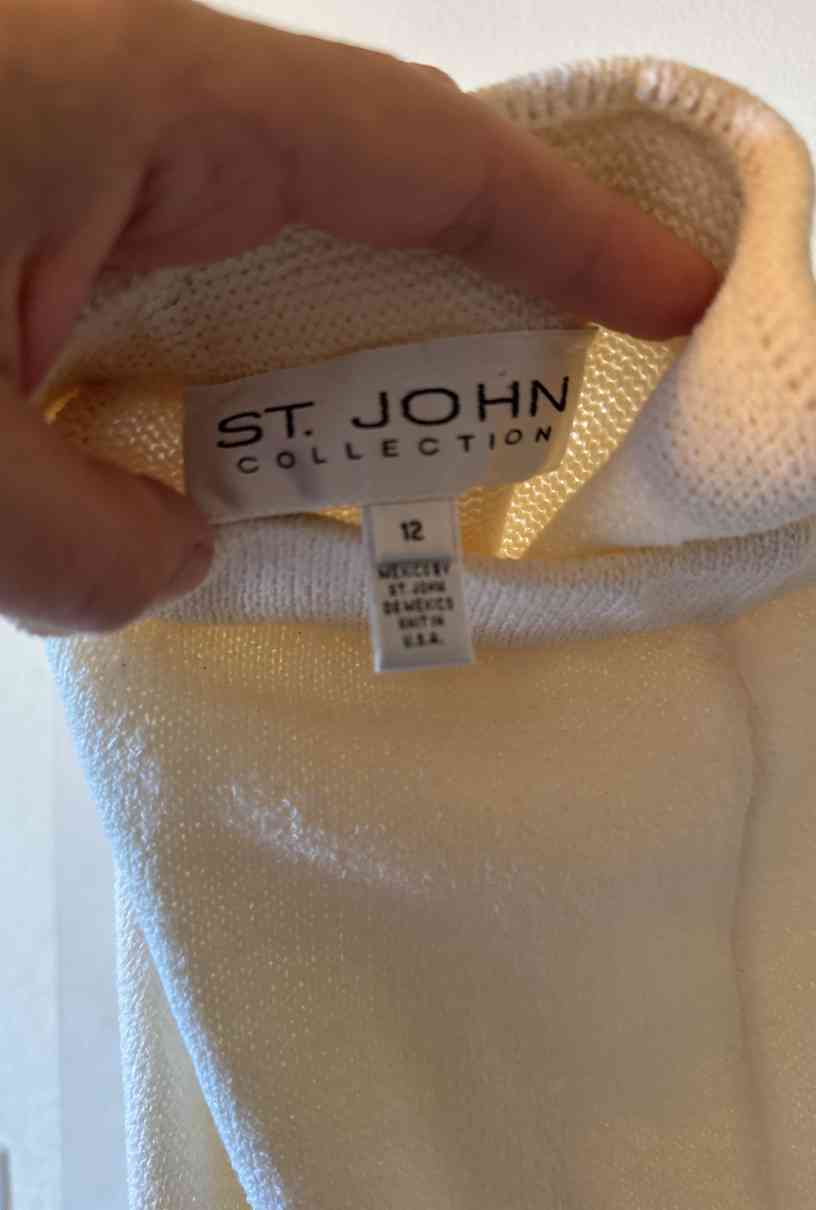 ST. JOHN
COLLECTION
12
MEXICO BY
ST. JOHN
DE MEXICO
KNIT IN
U.S.A.